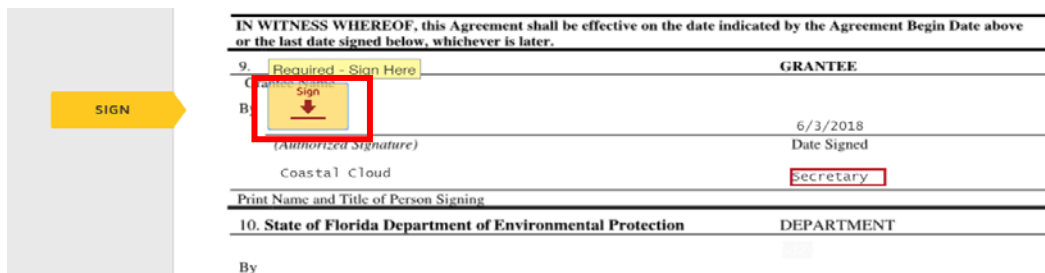 IN WITNESS WHEREOF, this Agreement shall be effective on the date indicated by the Agreement Begin Date above
or the last date signed below, whichever is later.
9. Required - Sign Here GRANTEE
Grantee Name
Sign
SIGN
By
6/3/2018
(Authorized Signature) Date Signed
Coastal Cloud Secretary
Print Name and Title of Person Signing
10. State of Florida Department of Environmental Protection DEPARTMENT
By